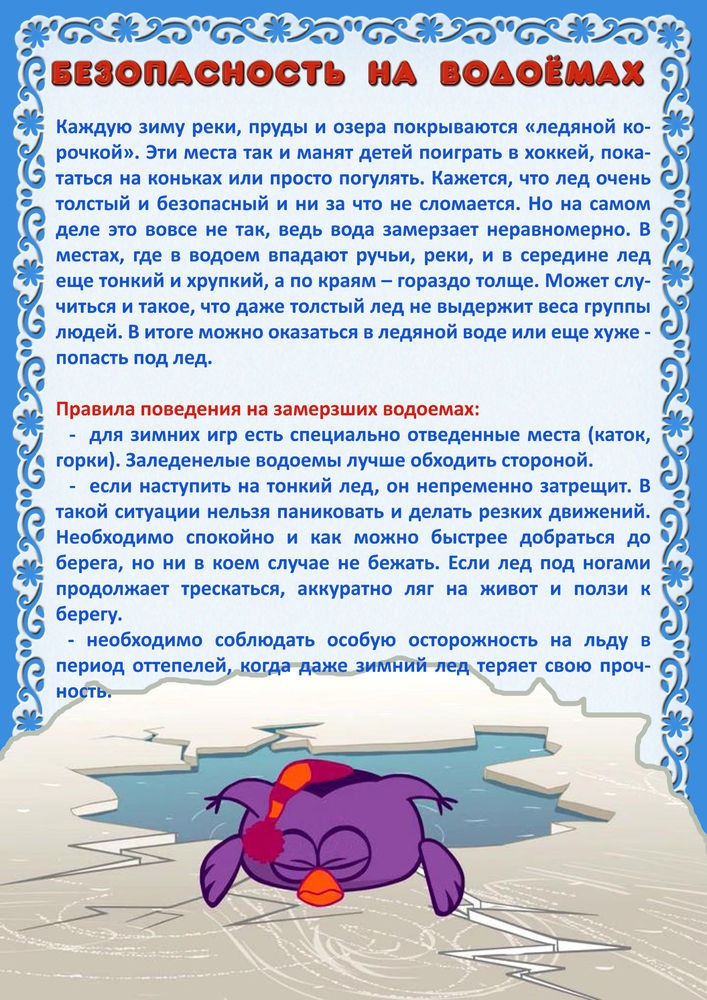 БЕЗОПАСНОСТЬ НА ВОДОЁМАХ
Каждую зиму реки, пруды и озера покрываются «ледяной ко-
рочкой». Эти места так и манят детей поиграть в хоккей, пока-
таться на коньках или просто погулять. Кажется, что лед очень
толстый и безопасный и ни за что не сломается. Но на самом
деле это вовсе не так, ведь вода замерзает неравномерно. В
местах, где в водоем впадают ручьи, реки, и в середине лед
еще тонкий и хрупкий, а по краям – гораздо толще. Может слу-
читься и такое, что даже толстый лед не выдержит веса группы
людей. В итоге можно оказаться в ледяной воде или еще хуже -
попасть под лед.
Правила поведения на замерзших водоемах:
- для зимних игр есть специально отведенные места (каток,
горки). Заледенелые водоемы лучше обходить стороной.
- если наступить на тонкий лед, он непременно затрещит. В
такой ситуации нельзя паниковать и делать резких движений.
Необходимо спокойно и как можно быстрее добраться до
берега, но ни в коем случае не бежать. Если лед под ногами
продолжает трескаться, аккуратно ляг на живот и ползи к
берегу.
- необходимо соблюдать особую осторожность на льду в
период оттепелей, когда даже зимний лед теряет свою проч-
ность.